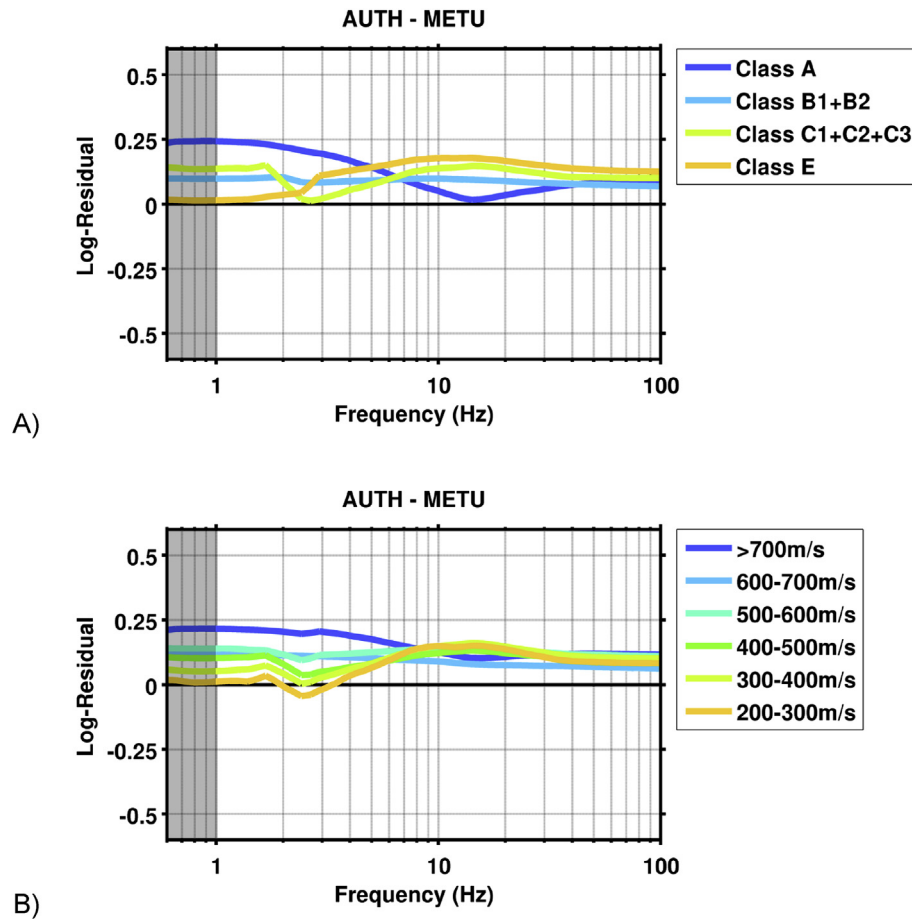 AUTH - METU
0.5
0.25
0
-0.25
-0.5
Log-Residual
1
10
100
Frequency (Hz)
Class A
Class B1+B2
Class C1+C2+C3
Class E
A)
AUTH - METU
0.5
0.25
0
-0.25
-0.5
Log-Residual
1
10
100
Frequency (Hz)
>700m/s
600-700m/s
500-600m/s
400-500m/s
300-400m/s
200-300m/s
B)